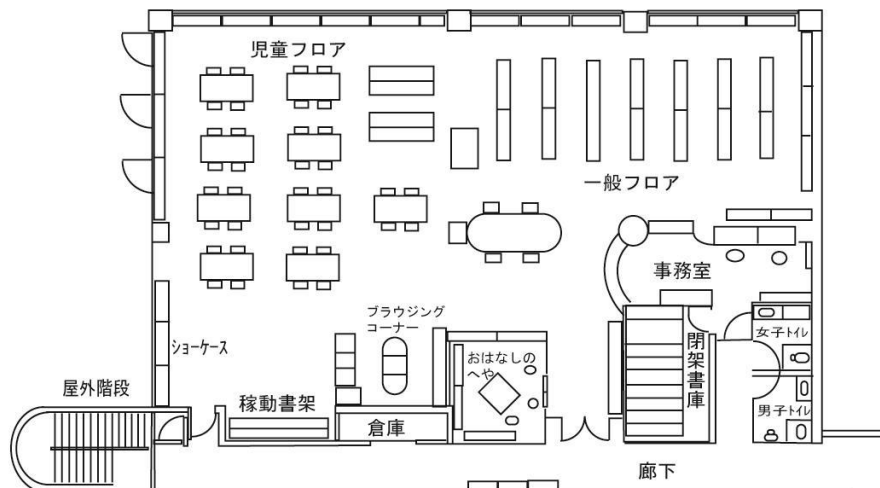 児童フロア
一般フロア
事務室
ブラウジング
コーナー
女子トイレ
ショーケース
おはなしの
へや
閉架書庫
屋外階段
稼動書架
男子トイレ
倉庫
廊下